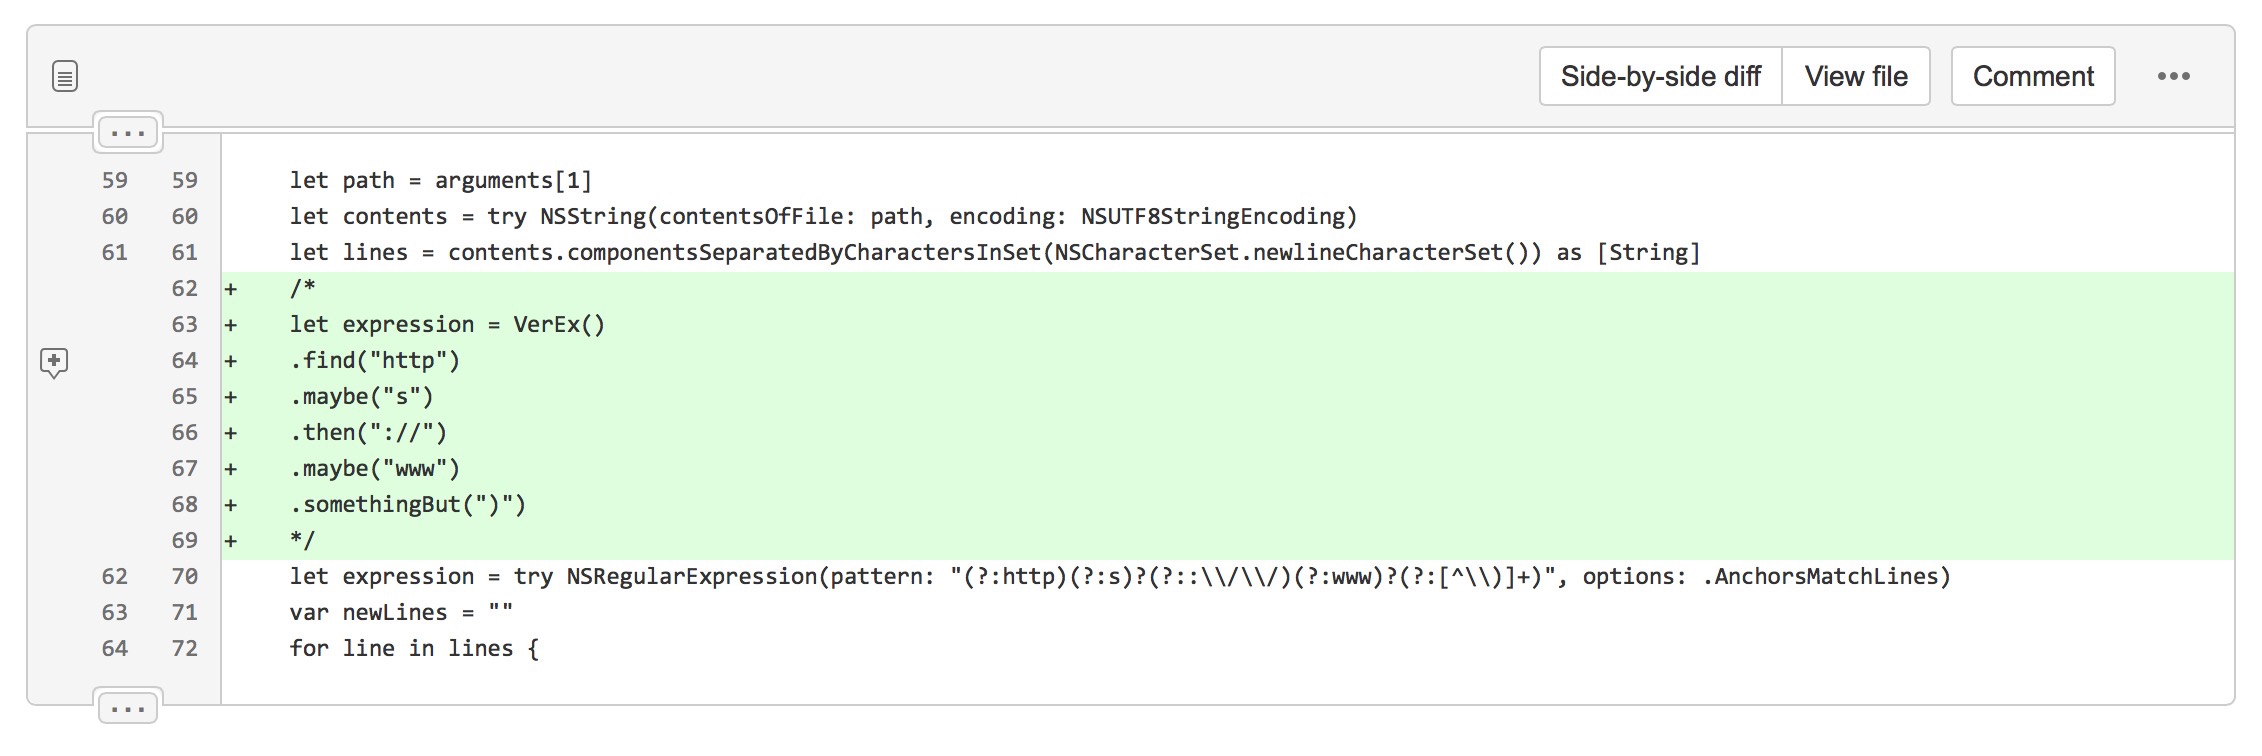 Side-by-side diff View file Comment •••
...
59 59 let path = arguments[1]
60 60 let contents = try NSString(contentsOfFile: path, encoding: NSUTF8StringEncoding)
61 61 let lines = contents.componentsSeparatedByCharactersInSet(NSCharacterSet.newlineCharacterSet()) as [String]
62 + /*
63 + let expression = VerEx()
64 + .find("http")
65 + .maybe("s")
66 + .then("://")
67 + .maybe("www")
68 + .somethingBut(")")
69 + */
62 70 let expression = try NSRegularExpression(pattern: "(?:http)(?:s)?(?::\\/\\/)(?:www)?(?:[^\\)]+)", options: .AnchorsMatchLines)
63 71 var newLines = ""
64 72 for line in lines {
...